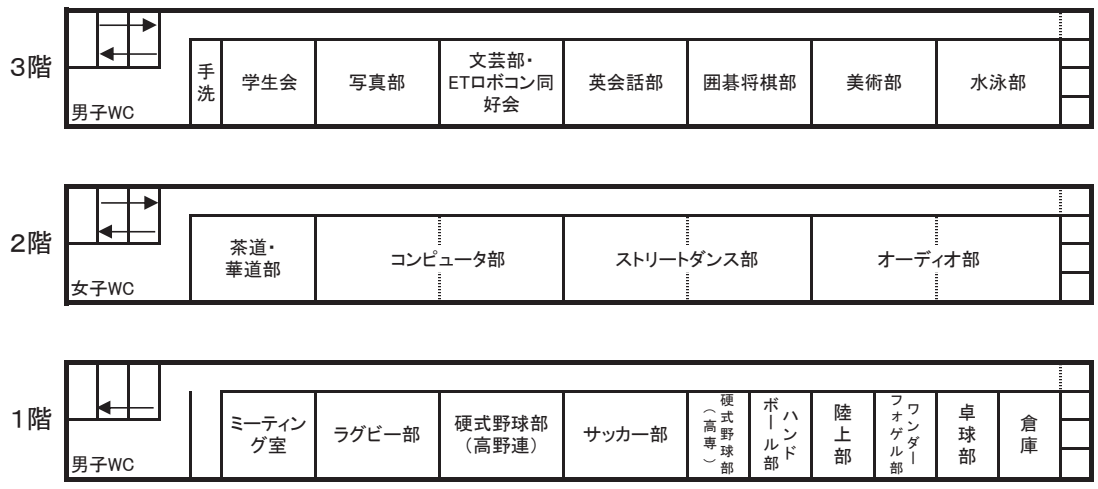 3階
男子WC
手洗
学生会
写真部
文芸部・
ETロボコン同
好会
英会話部
囲碁将棋部
美術部
水泳部
2階
女子WC
茶道・
華道部
コンピュータ部
ストリートダンス部
オーディオ部
1階
男子WC
ミーティン
グ室
ラグビー部
硬式野球部
（高野連）
サッカー部
硬式野球部
（高専）
ハンド
ボール部
陸上部
ワンダー
フォゲル部
卓球部
倉庫